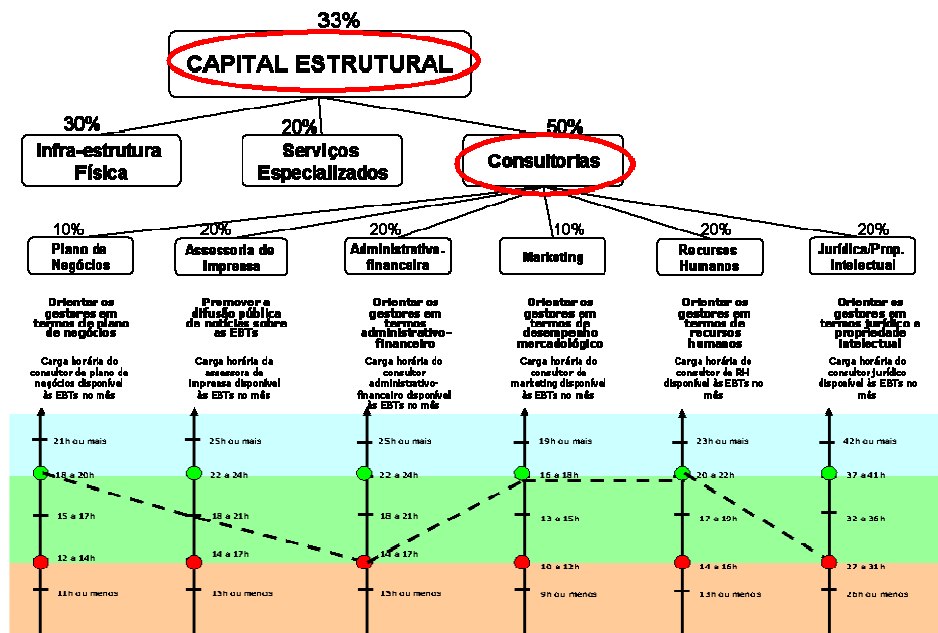 33%
CAPITAL ESTRUTURAL
30%
20%
50%
Infra-estrutura
Física
Serviços
Especializados
Consultorias
10%
20%
20%
10%
20%
20%
Plano de
Negócios
Assessoria de
Imprensa
Administrativa-
financeira
Marketing
Recursos
Humanos
Jurídica/Prop.
Intelectual
Orientar os
gestores em
termos de plano
de negócios
Promover a
difusão pública
de notícias sobre
as EBTs
Orientar os
gestores em
termos
administrativo-
financeiro
Orientar os
gestores em
termos de
desempenho
mercadológico
Orientar os
gestores em
termos de
recursos
humanos
Orientar os
gestores em
termos jurídico e
propriedade
intelectual
Carga horária do
consultor de plano de
negócios disponível
às EBTs no mês
Carga horária da
assessora de
imprensa disponível
às EBTs no mês
Carga horária do
consultor
administrativo-
financeiro disponível
às EBTs no mês
Carga horária do
consultor de
marketing disponível
às EBTs no mês
Carga horária de
consultor de RH
disponível às EBTs no
mês
Carga horária do
consultor jurídico
disponível às EBTs no
mês
21h ou mais
25h ou mais
25h ou mais
19h ou mais
23h ou mais
42h ou mais
18 a 20h
22 a 24h
22 a 24h
16 a 18h
20 a 22h
37 a 41h
15 a 17h
18 a 21h
18 a 21h
13 a 15h
17 a 19h
32 a 36h
12 a 14h
14 a 17h
14 a 17h
10 a 12h
14 a 16h
27 a 31h
11h ou menos
13h ou menos
13h ou menos
9h ou menos
13h ou menos
26h ou menos